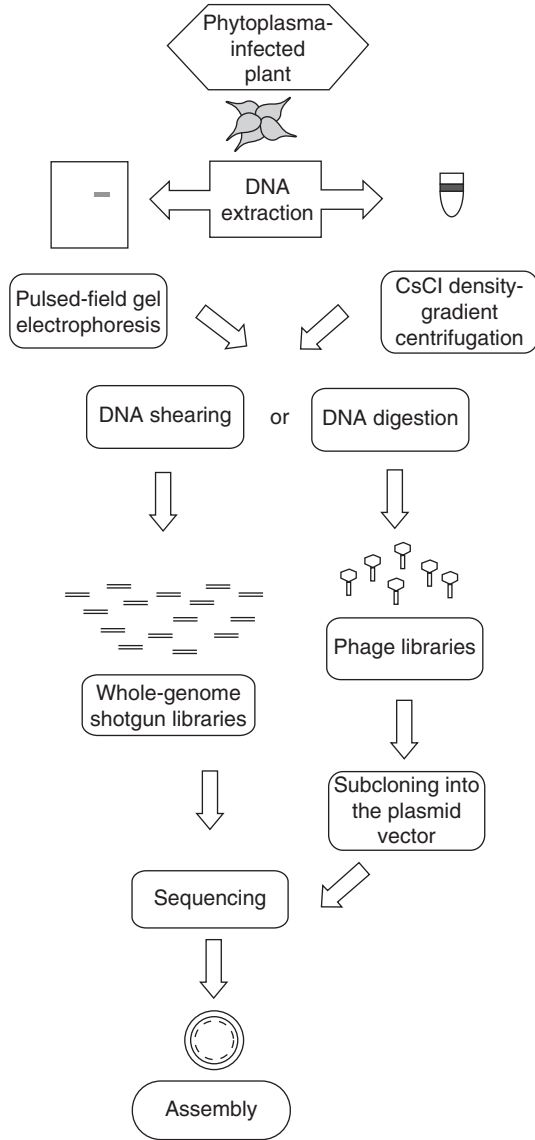 Phytoplasma-
infected
plant
DNA
extraction
Pulsed-field gel
electrophoresis
CsCl density-
gradient
centrifugation
DNA shearing
or
DNA digestion
Phage libraries
Whole-genome
shotgun libraries
Subcloning into
the plasmid
vector
Sequencing
Assembly